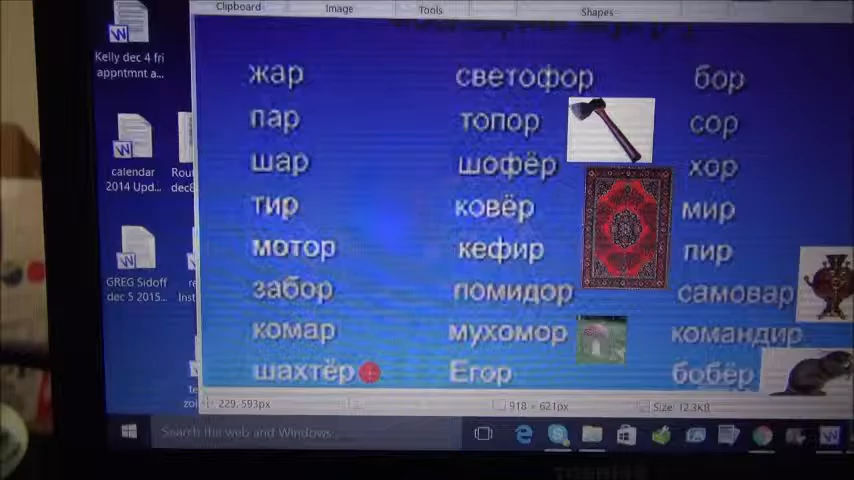 Clipboard Image Tools Shapes
Kelly dec 4 fri
appntmnt a...
calendar
2014 Upd...
GREG Sidoff
dec 5 2015...
жар светофор бор
пар топор сор
шар шофёр хор
тир ковёр мир
мотор кефир пир
забор помидор самовар
комар мухомор командир
шахтёр Егор бобёр
229, 593px 918 × 621px Size: 12.3KB
Search the web and Windows